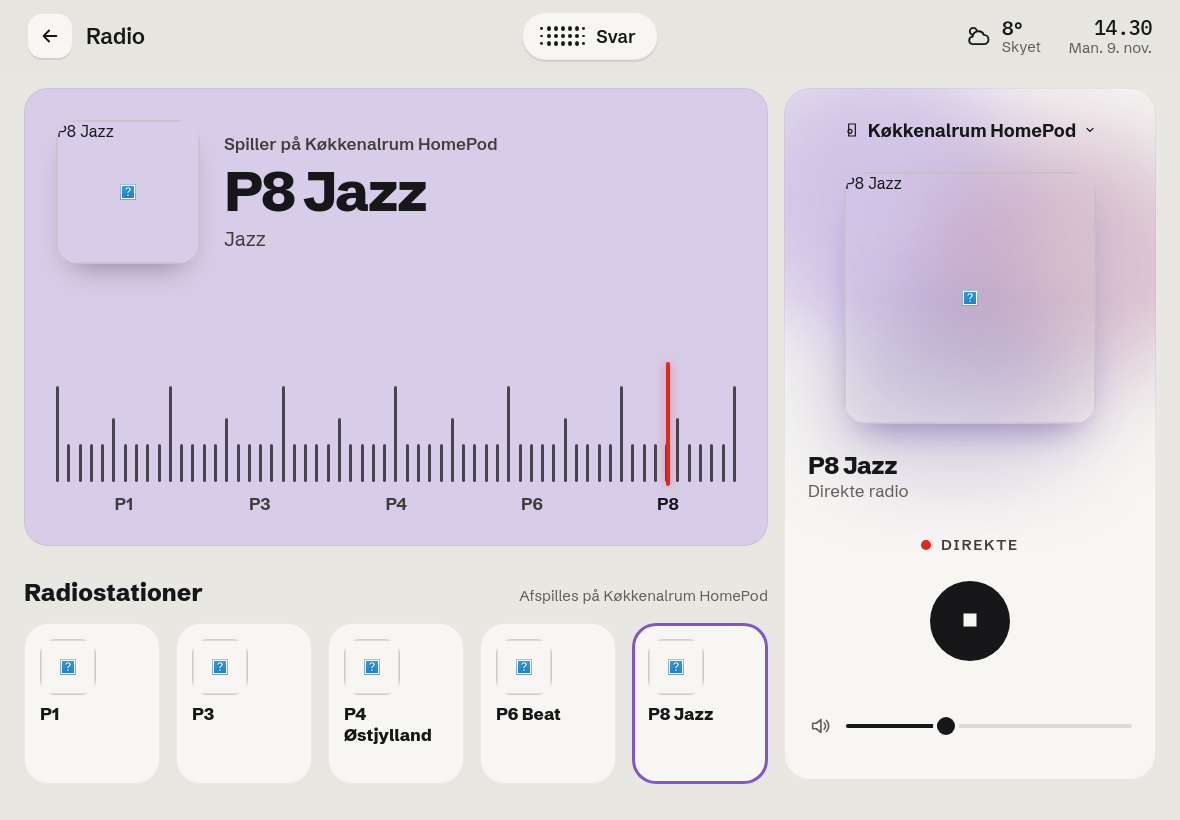 Radio
Svar
8°
Skyet
14.30
Man. 9. nov.
P8 Jazz
Spiller på Køkkenalrum HomePod
P8 Jazz
Jazz
P1
P3
P4
P6
P8
Radiostationer
Afspilles på Køkkenalrum HomePod
P1
P3
P4
Østjylland
P6 Beat
P8 Jazz
Køkkenalrum HomePod
P8 Jazz
P8 Jazz
Direkte radio
DIREKTE